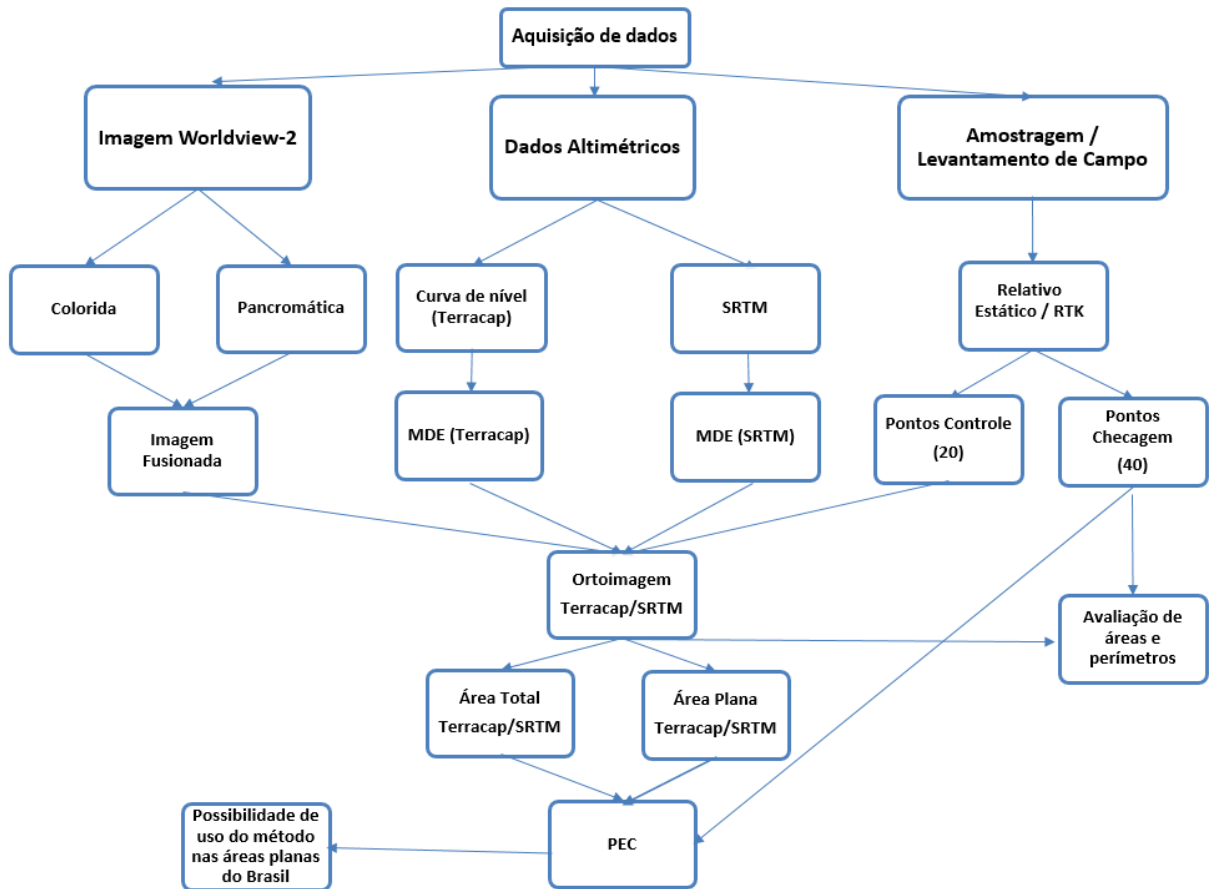 Aquisição de dados
Imagem Worldview-2
Dados Altimétricos
Amostragem /
Levantamento de Campo
Colorida
Pancromática
Curva de nível
(Terracap)
SRTM
Relativo
Estático / RTK
Imagem
Fusionada
MDE (Terracap)
MDE (SRTM)
Pontos Controle
(20)
Pontos
Checagem
(40)
Ortoimagem
Terracap/SRTM
Avaliação de
áreas e
perímetros
Área Total
Terracap/SRTM
Área Plana
Terracap/SRTM
Possibilidade de
uso do método
nas áreas planas
do Brasil
PEC